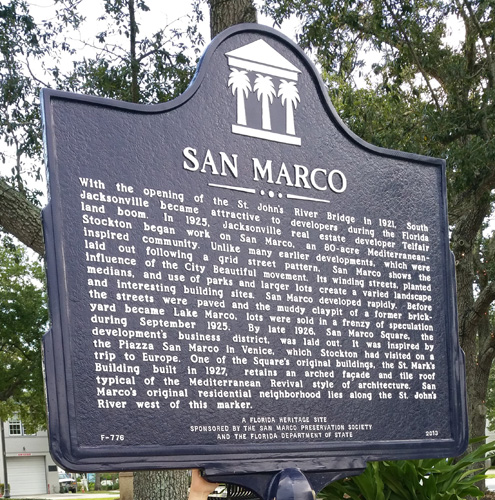 SAN MARCO
With the opening of the St. John's River Bridge in 1921, South
Jacksonville became attractive to developers during the Florida
land boom. In 1925, Jacksonville real estate developer Telfair
Stockton began work on San Marco, an 80-acre Mediterranean-
inspired community. Unlike many earlier developments, which were
laid out following a grid street pattern, San Marco shows the
influence of the City Beautiful movement. Its winding streets, planted
medians, and use of parks and larger lots create a varied landscape
and interesting building sites. San Marco developed rapidly. Before
the streets were paved and the muddy claypit of a former brick-
yard became Lake Marco, lots were sold in a frenzy of speculation
during September 1925. By late 1926, San Marco Square, the
development's business district, was laid out. It was inspired by
the Piazza San Marco in Venice, which Stockton had visited on a
trip to Europe. One of the Square's original buildings, the St. Mark's
Building built in 1927, retains an arched façade and tile roof
typical of the Mediterranean Revival style of architecture. San
Marco's original residential neighborhood lies along the St. John's
River west of this marker.
A FLORIDA HERITAGE SITE
SPONSORED BY THE SAN MARCO PRESERVATION SOCIETY
F-776 AND THE FLORIDA DEPARTMENT OF STATE 2013